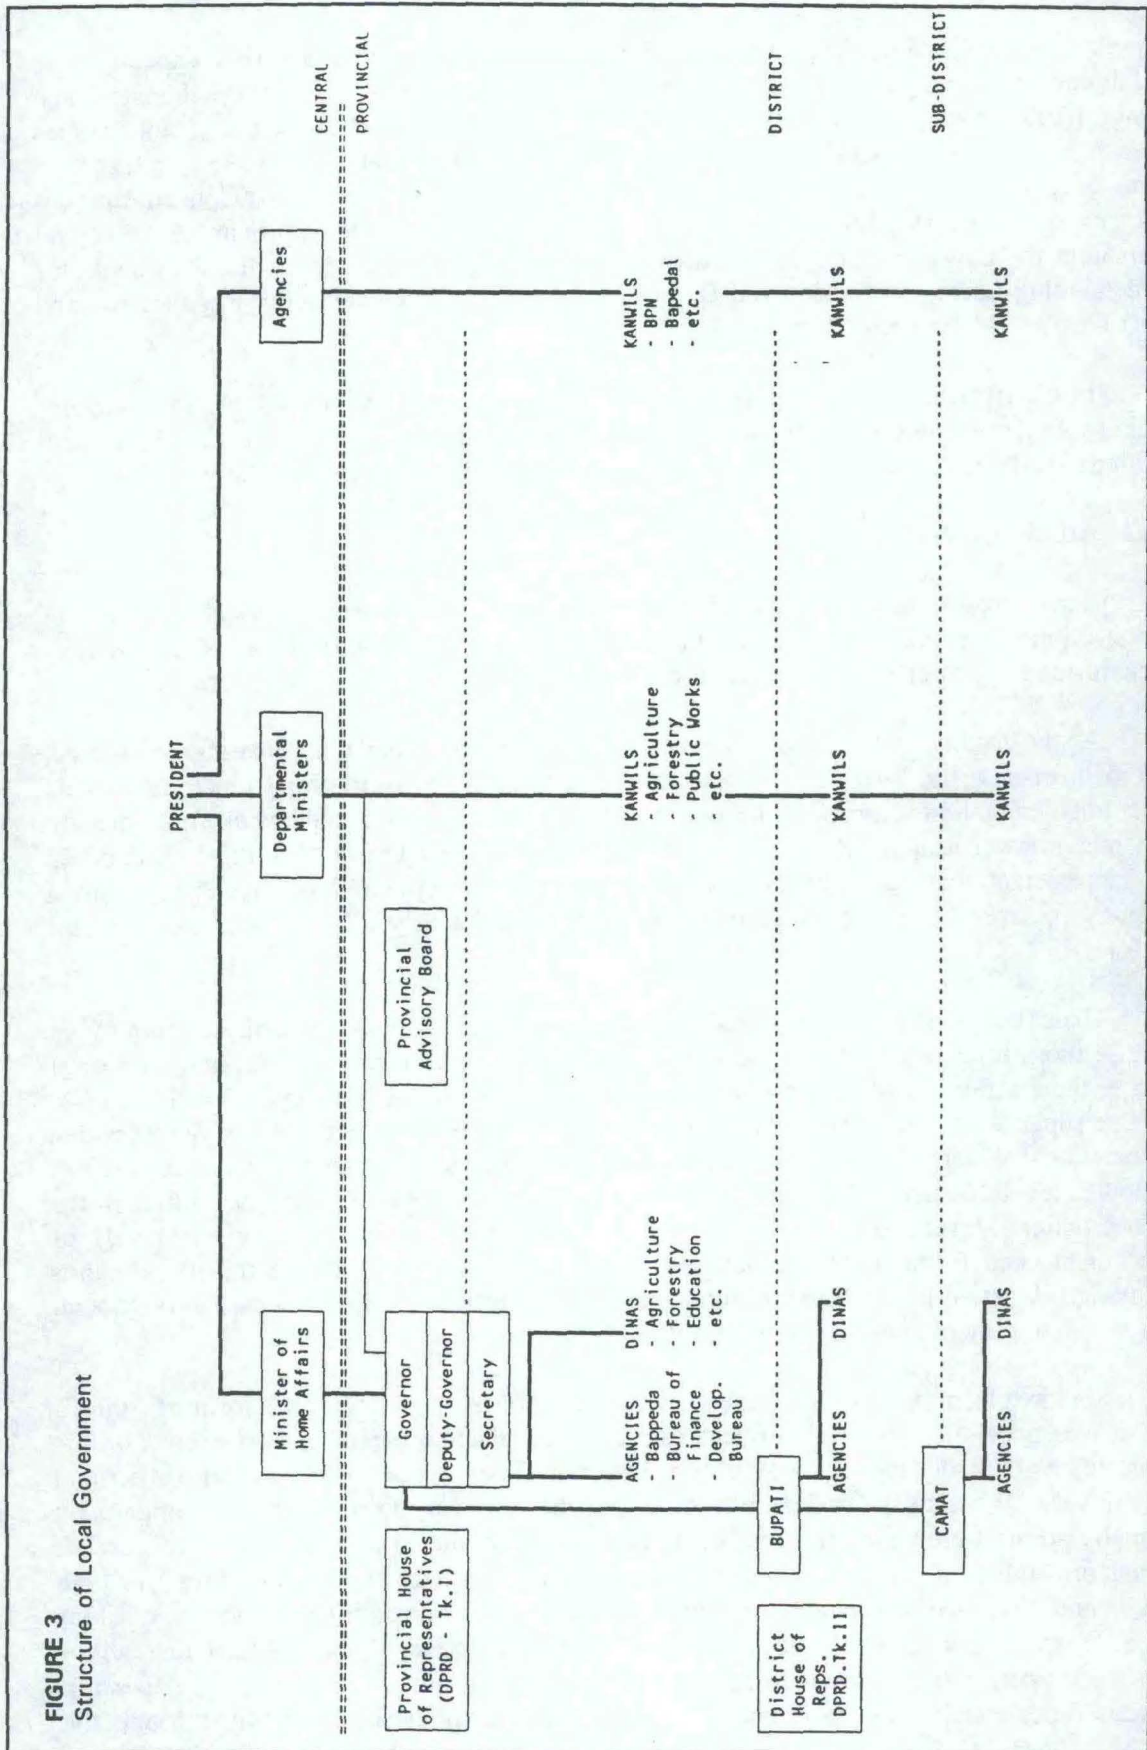 FIGURE 3
Structure of Local Government
PRESIDENT
Minister of
Home Affairs
Departmental
Ministers
Agencies
CENTRAL
PROVINCIAL
Provincial House
of Representatives
(DPRD - Tk.I)
Governor
Deputy-Governor
Secretary
Provincial
Advisory Board
AGENCIES
- Bappeda
- Bureau of
Finance
- Develop.
Bureau
DINAS
- Agriculture
- Forestry
- Education
- etc.
KANWILS
- Agriculture
- Forestry
- Public Works
etc.
KANWILS
- BPN
- Bapedal
- etc.
District
House of
Reps.
DPRD.Tk.II
BUPATI
DISTRICT
AGENCIES
DINAS
KANWILS
KANWILS
CAMAT
SUB-DISTRICT
AGENCIES
DINAS
KANWILS
KANWILS